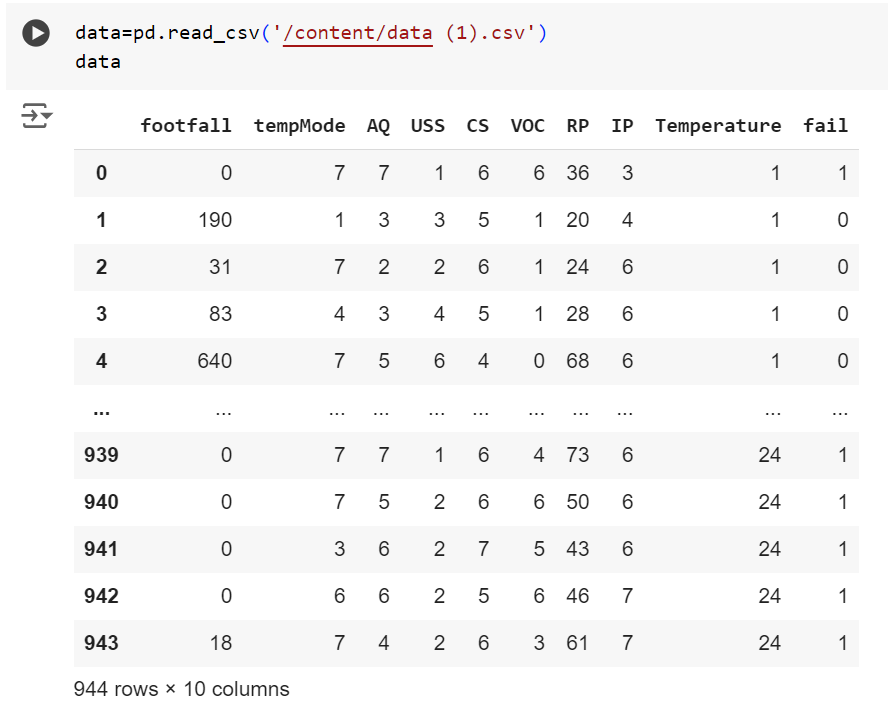 data=pd.read_csv('/content/data (1).csv')
data
footfall tempMode AQ USS CS VOC RP IP Temperature fail
0 0 7 7 1 6 6 36 3 1 1
1 190 1 3 3 5 1 20 4 1 0
2 31 7 2 2 6 1 24 6 1 0
3 83 4 3 4 5 1 28 6 1 0
4 640 7 5 6 4 0 68 6 1 0
... ... ... ... ... ... ... ... ... ... ...
939 0 7 7 1 6 4 73 6 24 1
940 0 7 5 2 6 6 50 6 24 1
941 0 3 6 2 7 5 43 6 24 1
942 0 6 6 2 5 6 46 7 24 1
943 18 7 4 2 6 3 61 7 24 1
944 rows × 10 columns